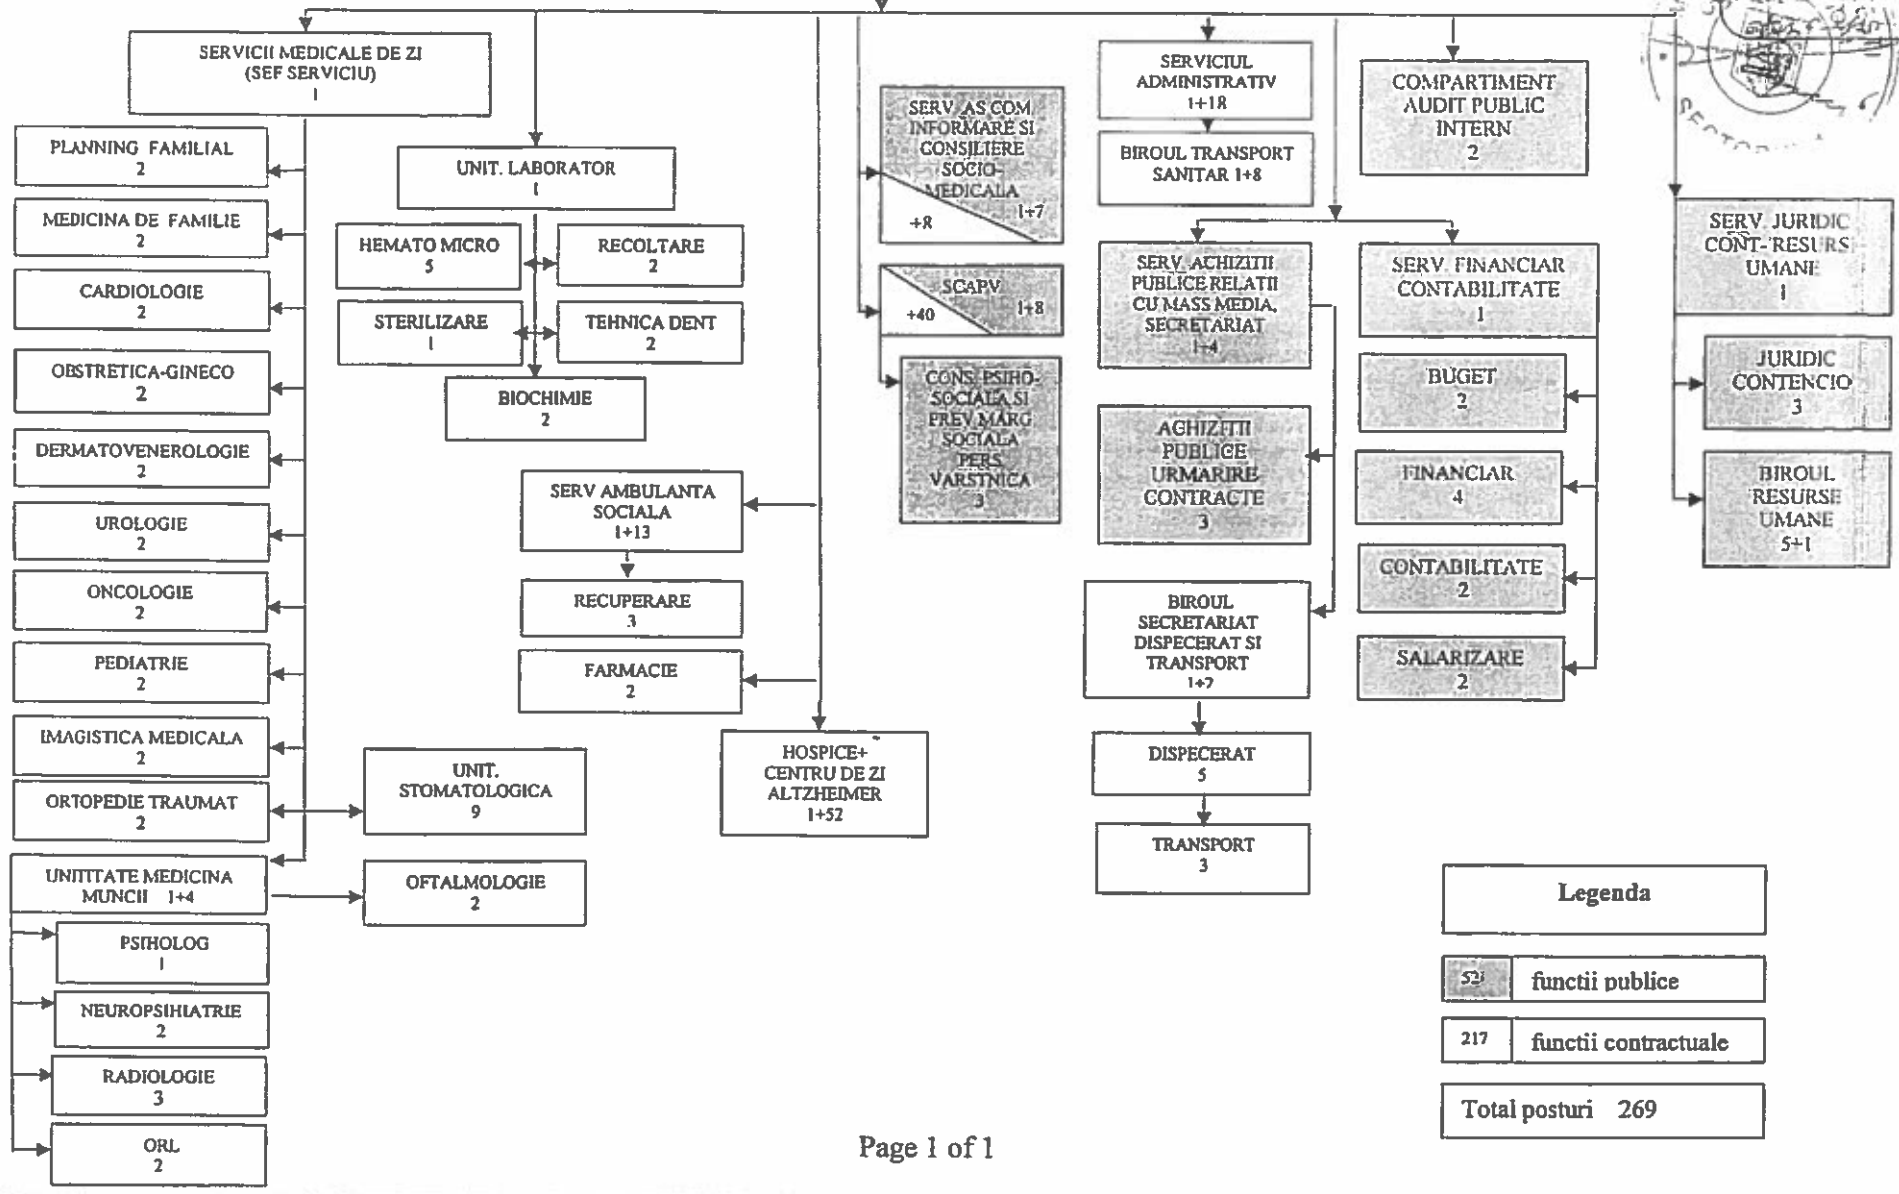 SERVICII MEDICALE DE ZI
(SEF SERVICIU)
1
PLANNING FAMILIAL
2
MEDICINA DE FAMILIE
2
CARDIOLOGIE
2
OBSTRETICA-GINECO
2
DERMATOVENEROLOGIE
2
UROLOGIE
2
ONCOLOGIE
2
PEDIATRIE
2
IMAGISTICA MEDICALA
2
ORTOPEDIE TRAUMAT
2
UNITITATE MEDICINA
MUNCII 1+4
PSIHOLOG
1
NEUROPSIHIATRIE
2
RADIOLOGIE
3
ORL
2
UNIT.
STOMATOLOGICA
9
OFTALMOLOGIE
2
UNIT. LABORATOR
1
HEMATO MICRO
5
RECOLTARE
2
STERILIZARE
1
TEHNICA DENT
2
BIOCHIMIE
2
SERV AMBULANTA
SOCIALA
1+13
RECUPERARE
3
FARMACIE
2
HOSPICE+
CENTRU DE ZI
ALTZHEIMER
1+52
SERV. AS COM
INFORMARE SI
CONSILIERE
SOCIO-
MEDICALA
+8 1+7
SCAPV
+40 1+8
CONS. PSIHO-
SOCIALA SI
PREV MARG
SOCIALA
PERS
VARSTNICA
3
SERVICIUL
ADMINISTRATIV
1+18
BIROUL TRANSPORT
SANITAR 1+8
SERV. ACHIZITII
PUBLICE RELATII
CU MASS MEDIA,
SECRETARIAT
1+4
ACHIZITII
PUBLICE
URMARIRE
CONTRACTE
3
BIROUL
SECRETARIAT
DISPECERAT SI
TRANSPORT
1+7
DISPECERAT
5
TRANSPORT
3
COMPARTIMENT
AUDIT PUBLIC
INTERN
2
SERV. FINANCIAR
CONTABILITATE
1
BUGET
2
FINANCIAR
4
CONTABILITATE
2
SALARIZARE
2
SERV. JURIDIC
CONT- RESURS
UMANE
1
JURIDIC
CONTENCIO
3
BIROUL
RESURSE
UMANE
5+1
Legenda
functii publice
217 functii contractuale
Total posturi 269
Page 1 of 1